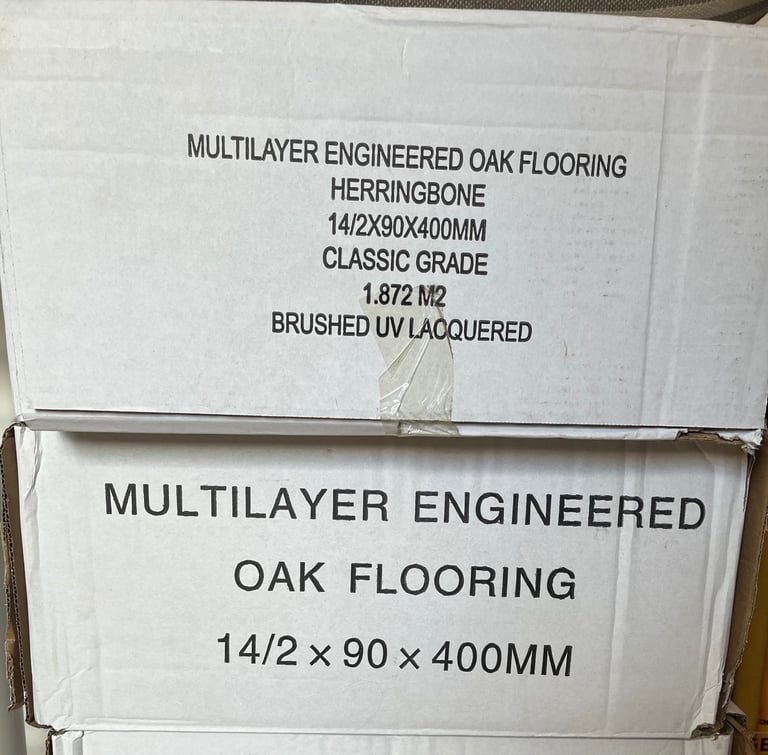 MULTILAYER ENGINEERED OAK FLOORING
HERRINGBONE
14/2X90X400MM
CLASSIC GRADE
1.872 M2
BRUSHED UV LACQUERED
MULTILAYER ENGINEERED
OAK FLOORING
14/2 × 90 × 400MM